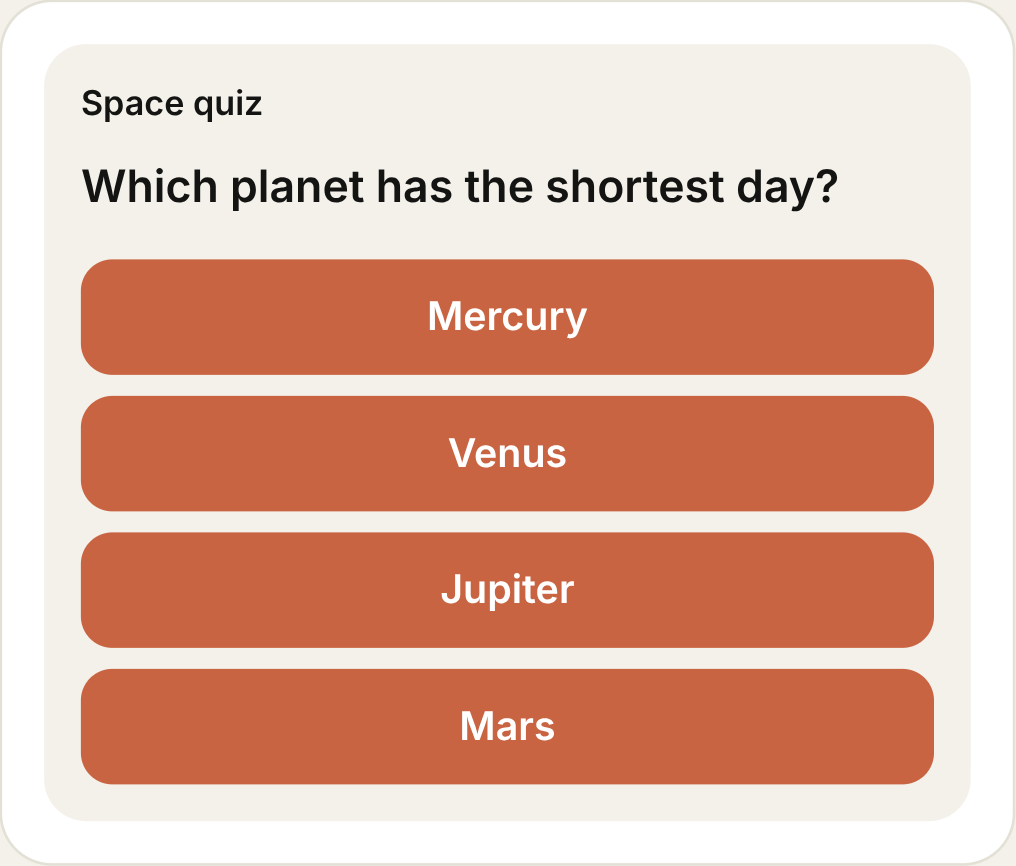 Space quiz
Which planet has the shortest day?
Mercury
Venus
Jupiter
Mars